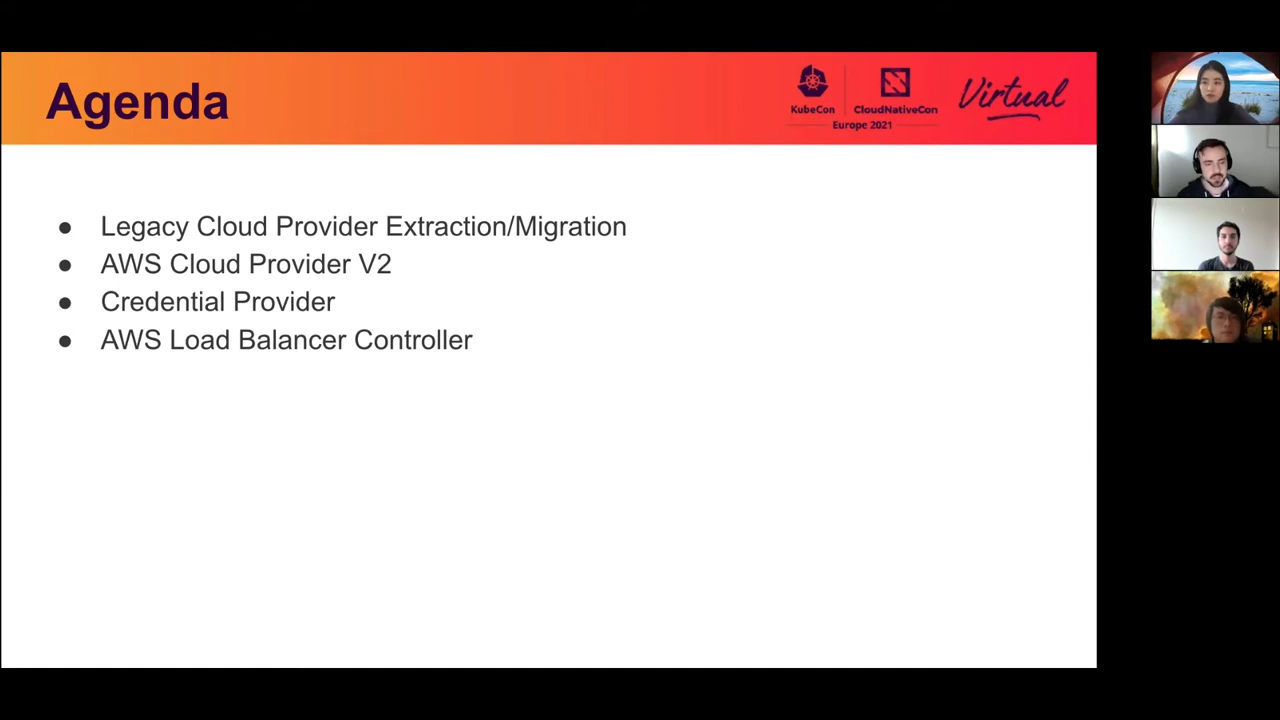 Agenda
KubeCon
CloudNativeCon
Europe 2021
Virtual
● Legacy Cloud Provider Extraction/Migration
● AWS Cloud Provider V2
● Credential Provider
● AWS Load Balancer Controller